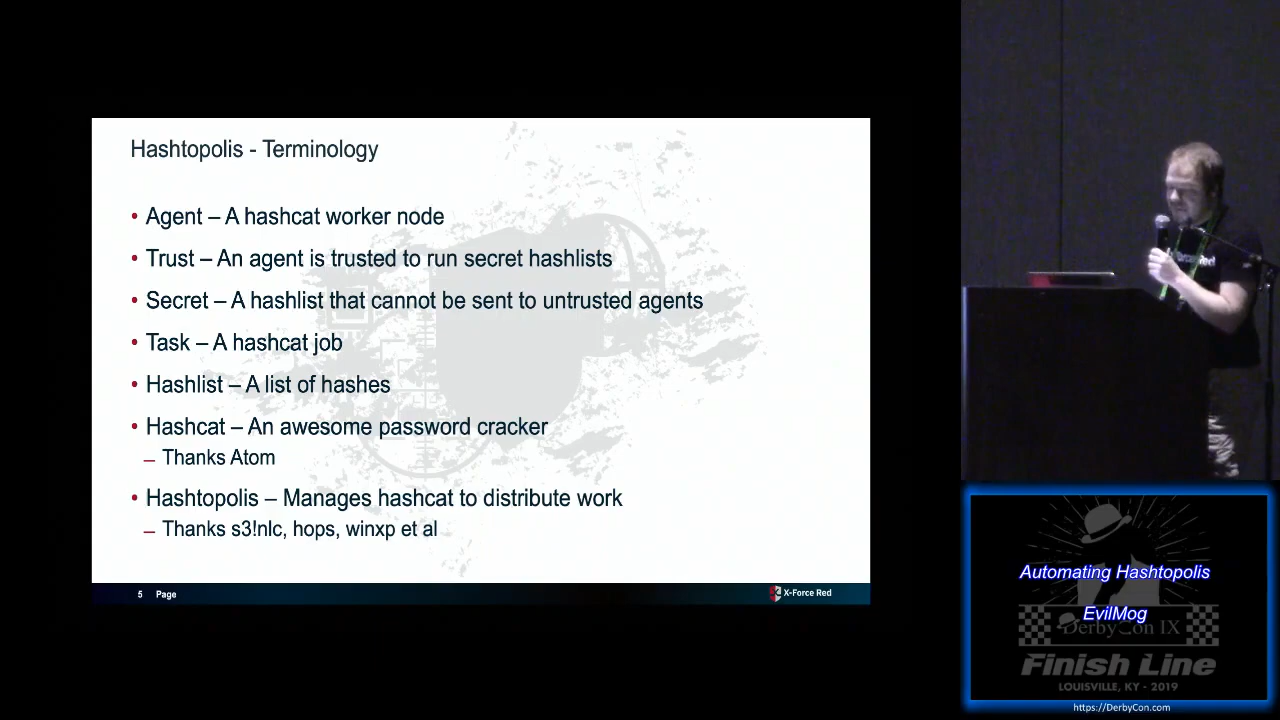 Hashtopolis - Terminology
• Agent – A hashcat worker node
• Trust – An agent is trusted to run secret hashlists
• Secret – A hashlist that cannot be sent to untrusted agents
• Task – A hashcat job
• Hashlist – A list of hashes
• Hashcat – An awesome password cracker
– Thanks Atom
• Hashtopolis – Manages hashcat to distribute work
– Thanks s3!nlc, hops, winxp et al
5 Page
X-Force Red
Automating Hashtopolis
EvilMog
DerbyCon IX
Finish Line
LOUISVILLE, KY - 2019
https://DerbyCon.com